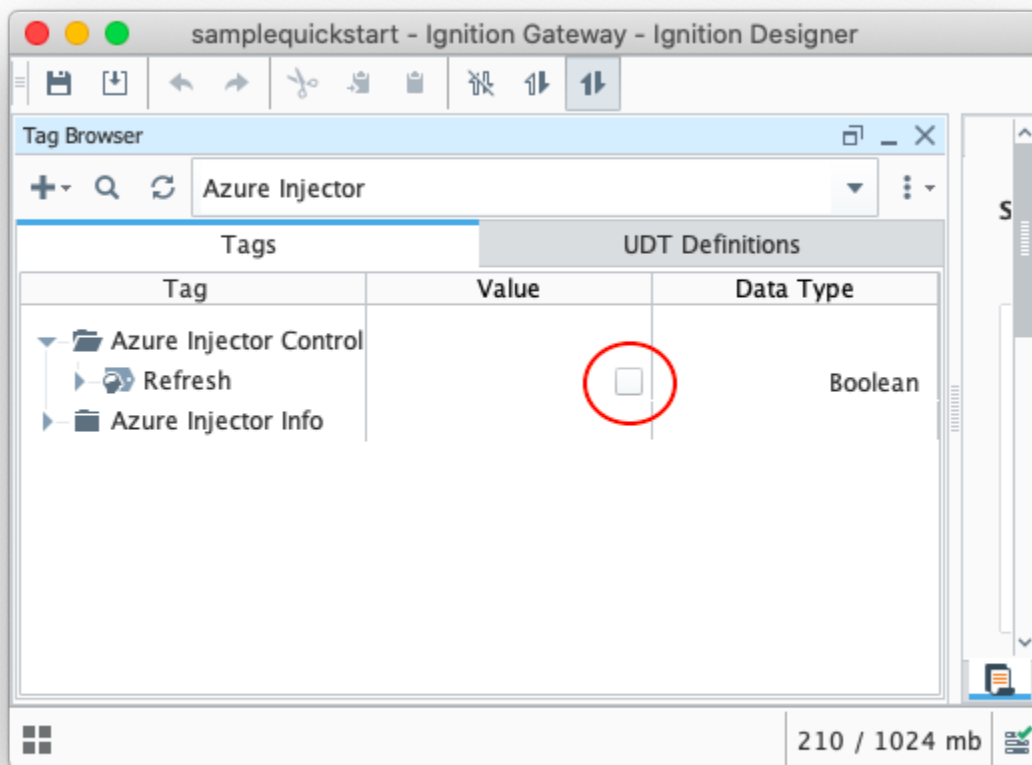 samplequickstart - Ignition Gateway - Ignition Designer
Tag Browser
Azure Injector
Tags UDT Definitions
Tag Value Data Type
Azure Injector Control
Refresh Boolean
Azure Injector Info
S
210 / 1024 mb